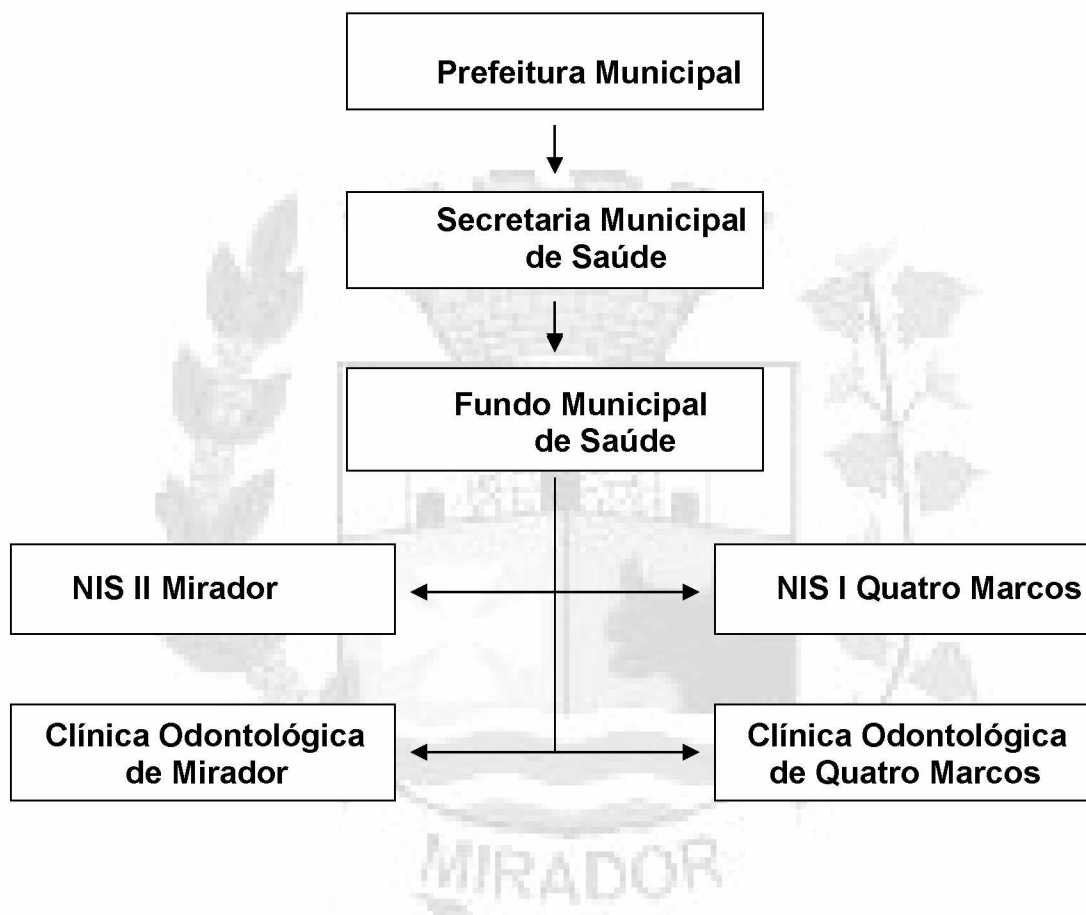 Prefeitura Municipal
Secretaria Municipal
de Saúde
Fundo Municipal
de Saúde
NIS II Mirador
NIS I Quatro Marcos
Clínica Odontológica
de Mirador
Clínica Odontológica
de Quatro Marcos
MIRADOR